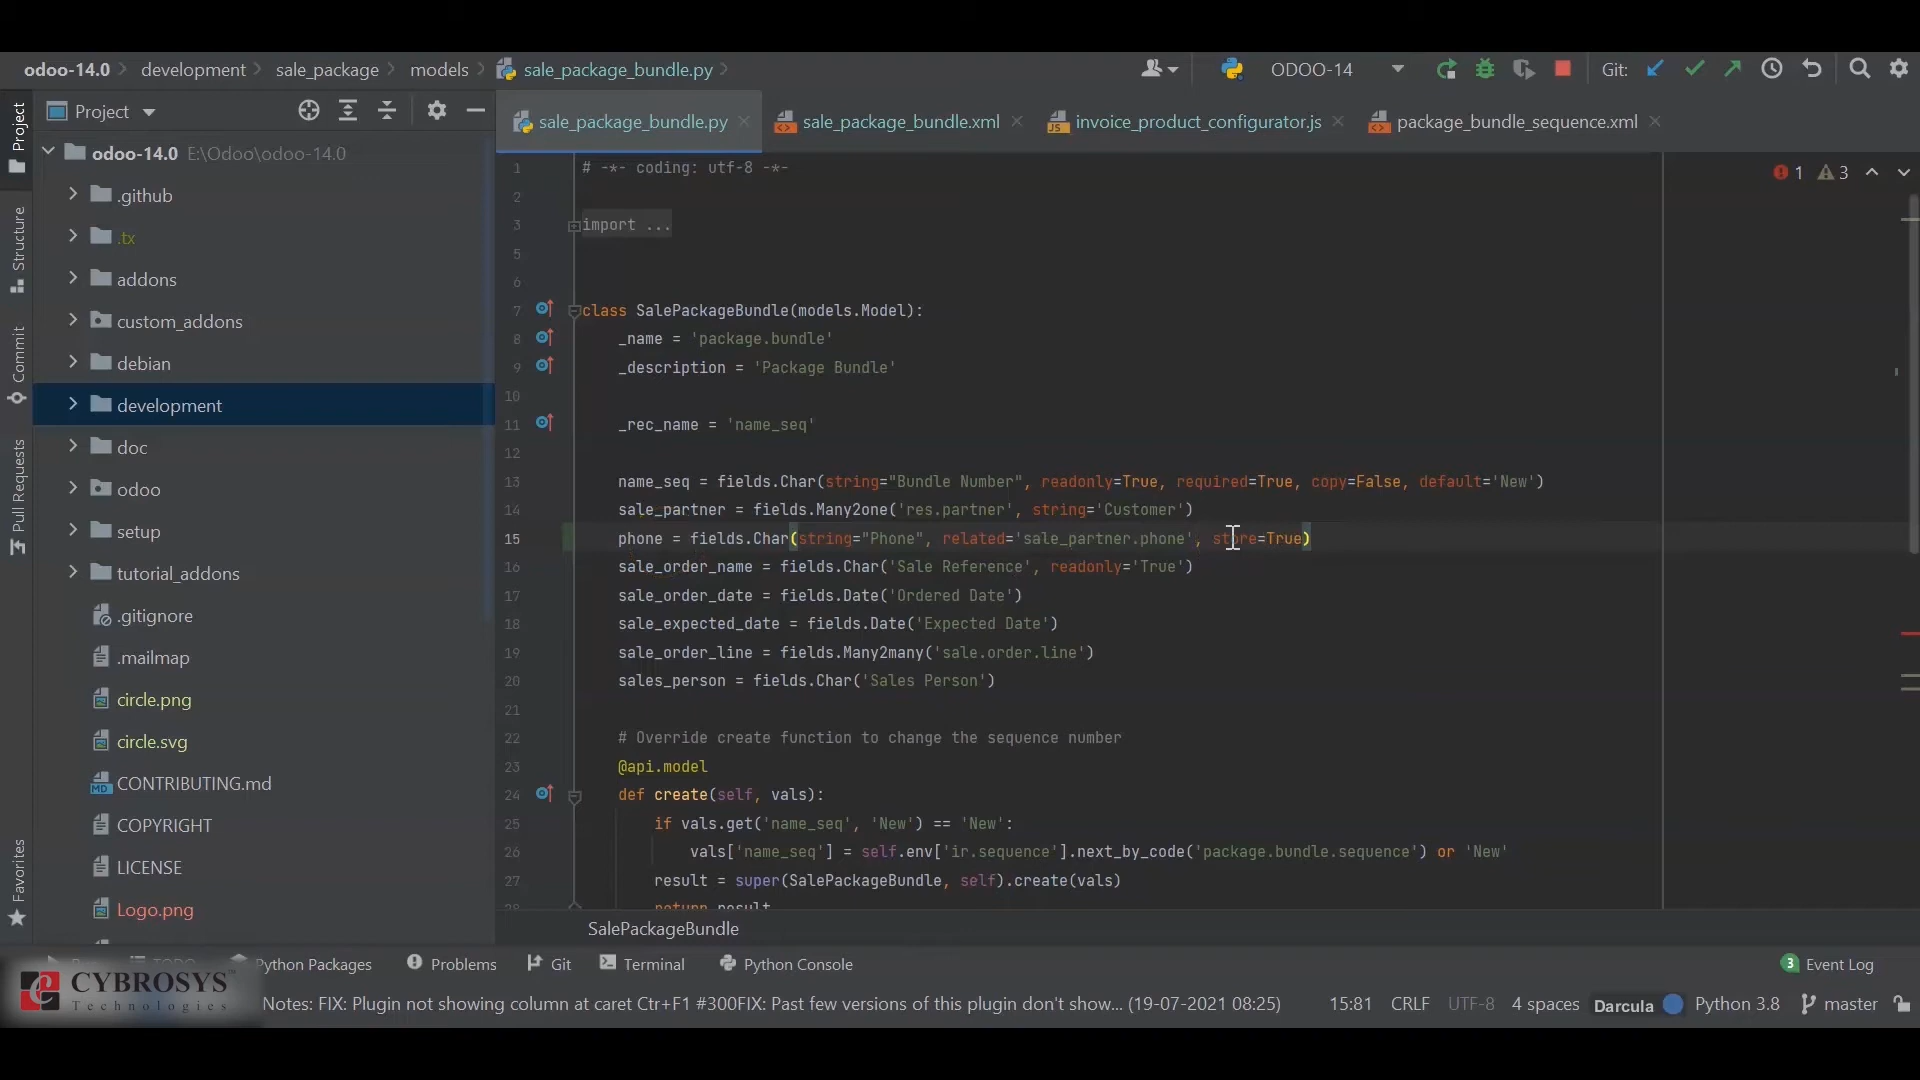 odoo-14.0 development sale_package models sale_package_bundle.py
ODOO-14
Git:
Project
sale_package_bundle.py
sale_package_bundle.xml
invoice_product_configurator.js
package_bundle_sequence.xml
Project
Structure
Commit
Pull Requests
Favorites
odoo-14.0 E:\Odoo\odoo-14.0
.github
.tx
addons
custom_addons
debian
development
doc
odoo
setup
tutorial_addons
.gitignore
.mailmap
circle.png
circle.svg
CONTRIBUTING.md
COPYRIGHT
LICENSE
Logo.png
1 3
1 # -*- coding: utf-8 -*-
2
3 import ...
5
6
7 class SalePackageBundle(models.Model):
8 _name = 'package.bundle'
9 _description = 'Package Bundle'
10
11 _rec_name = 'name_seq'
12
13 name_seq = fields.Char(string="Bundle Number", readonly=True, required=True, copy=False, default='New')
14 sale_partner = fields.Many2one('res.partner', string='Customer')
15 phone = fields.Char(string="Phone", related='sale_partner.phone', store=True)
16 sale_order_name = fields.Char('Sale Reference', readonly='True')
17 sale_order_date = fields.Date('Ordered Date')
18 sale_expected_date = fields.Date('Expected Date')
19 sale_order_line = fields.Many2many('sale.order.line')
20 sales_person = fields.Char('Sales Person')
21
22 # Override create function to change the sequence number
23 @api.model
24 def create(self, vals):
25 if vals.get('name_seq', 'New') == 'New':
26 vals['name_seq'] = self.env['ir.sequence'].next_by_code('package.bundle.sequence') or 'New'
27 result = super(SalePackageBundle, self).create(vals)
28 return result
SalePackageBundle
TODO Python Packages Problems Git Terminal Python Console 3 Event Log
CYBROSYS
Technologies
Notes: FIX: Plugin not showing column at caret Ctr+F1 #300FIX: Past few versions of this plugin don't show... (19-07-2021 08:25) 15:81 CRLF UTF-8 4 spaces Darcula Python 3.8 master